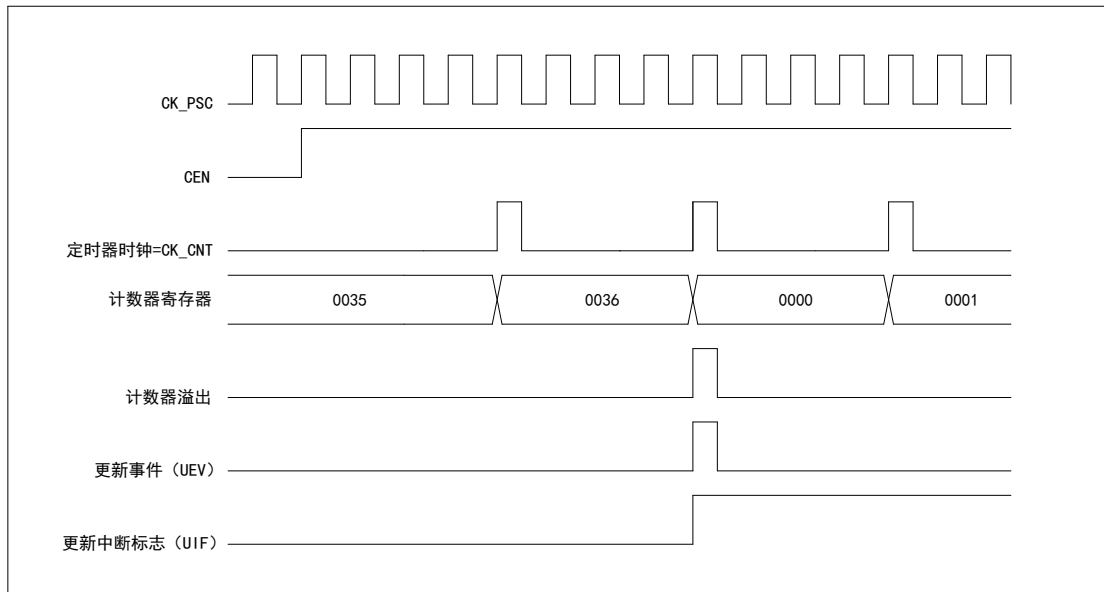 CK_PSC
CEN
定时器时钟=CK_CNT
计数器寄存器 0035 0036 0000 0001
计数器溢出
更新事件（UEV）
更新中断标志（UIF）